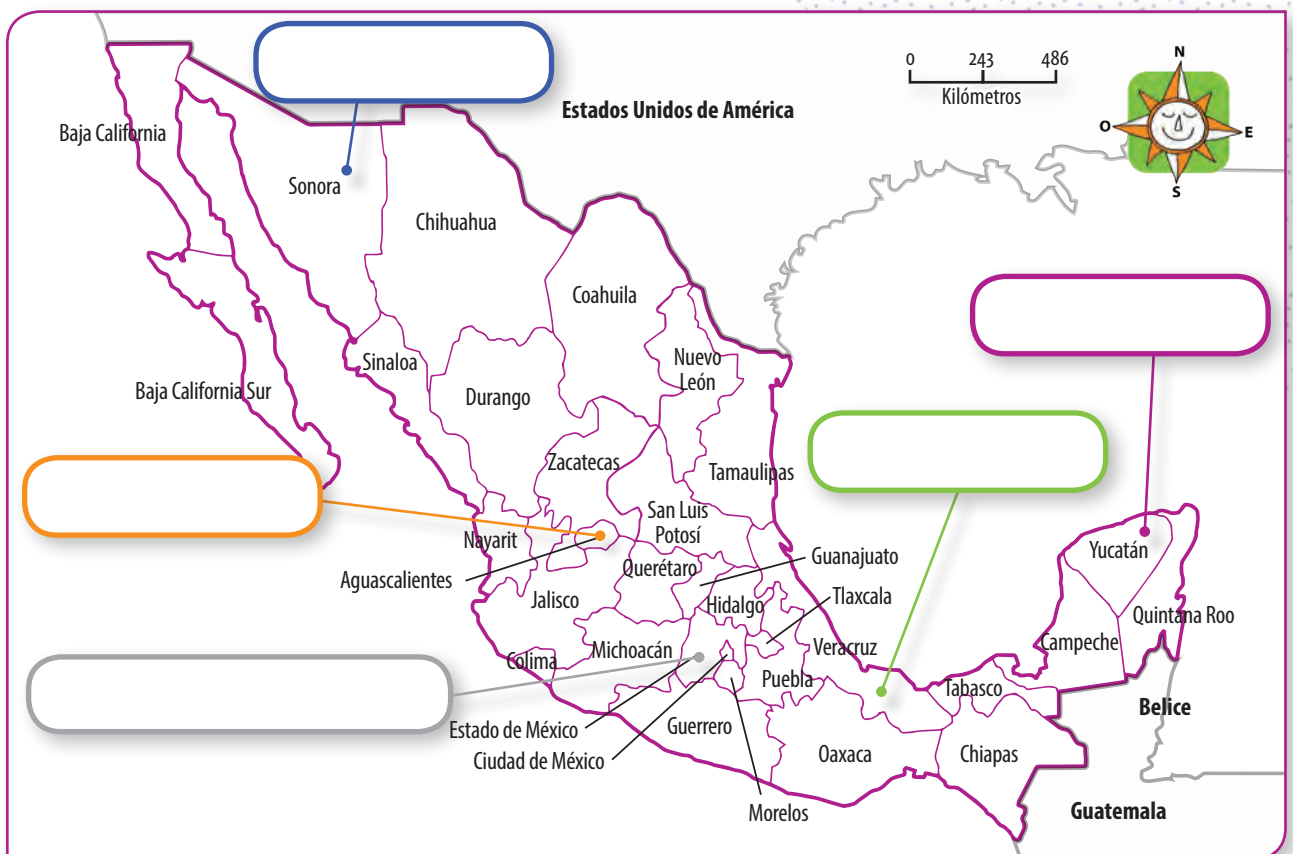 N
0 243 486
Kilómetros
O E
S
Estados Unidos de América
Baja California
Sonora
Chihuahua
Coahuila
Nuevo
León
Sinaloa
Baja California Sur
Durango
Zacatecas
Tamaulipas
San Luis
Potosí
Nayarit
Aguascalientes
Querétaro
Guanajuato
Jalisco
Hidalgo
Tlaxcala
Michoacán
Veracruz
Colima
Puebla
Estado de México
Guerrero
Ciudad de México
Morelos
Oaxaca
Tabasco
Chiapas
Yucatán
Quintana Roo
Campeche
Belice
Guatemala